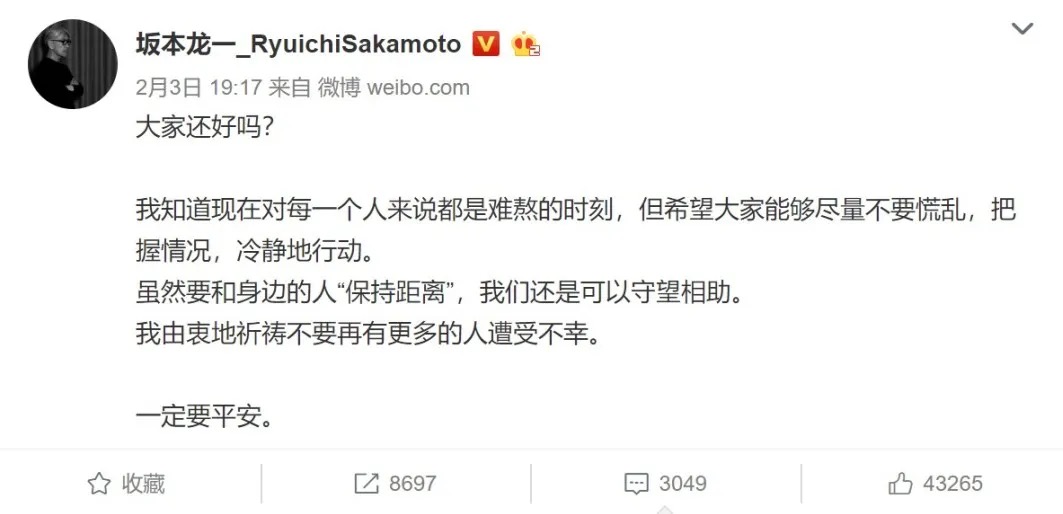 坂本龙一_RyuichiSakamoto V 2
2月3日 19:17 来自 微博 weibo.com
大家还好吗?
我知道现在对每一个人来说都是难熬的时刻，但希望大家能够尽量不要慌乱，把
握情况，冷静地行动。
虽然要和身边的人“保持距离”，我们还是可以守望相助。
我由衷地祈祷不要再有更多的人遭受不幸。
一定要平安。
收藏 8697 3049 43265